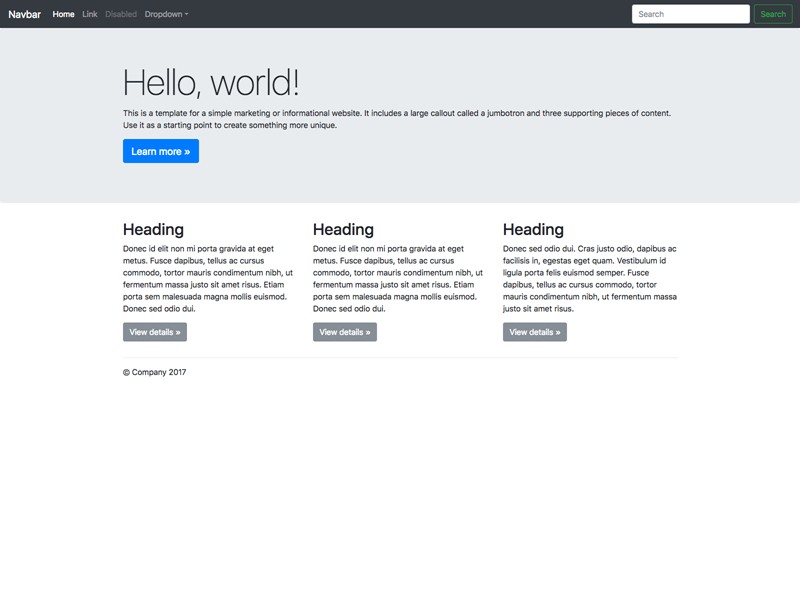 Navbar Home Link Disabled Dropdown Search Search
Hello, world!
This is a template for a simple marketing or informational website. It includes a large callout called a jumbotron and three supporting pieces of content.
Use it as a starting point to create something more unique.
Learn more »
Heading
Donec id elit non mi porta gravida at eget
metus. Fusce dapibus, tellus ac cursus
commodo, tortor mauris condimentum nibh, ut
fermentum massa justo sit amet risus. Etiam
porta sem malesuada magna mollis euismod.
Donec sed odio dui.
View details »
Heading
Donec id elit non mi porta gravida at eget
metus. Fusce dapibus, tellus ac cursus
commodo, tortor mauris condimentum nibh, ut
fermentum massa justo sit amet risus. Etiam
porta sem malesuada magna mollis euismod.
Donec sed odio dui.
View details »
Heading
Donec sed odio dui. Cras justo odio, dapibus ac
facilisis in, egestas eget quam. Vestibulum id
ligula porta felis euismod semper. Fusce
dapibus, tellus ac cursus commodo, tortor
mauris condimentum nibh, ut fermentum massa
justo sit amet risus.
View details »
© Company 2017